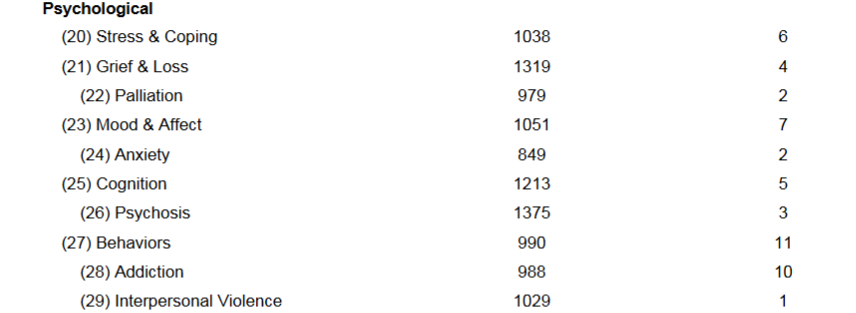 Psychological
(20) Stress & Coping 1038 6
(21) Grief & Loss 1319 4
(22) Palliation 979 2
(23) Mood & Affect 1051 7
(24) Anxiety 849 2
(25) Cognition 1213 5
(26) Psychosis 1375 3
(27) Behaviors 990 11
(28) Addiction 988 10
(29) Interpersonal Violence 1029 1